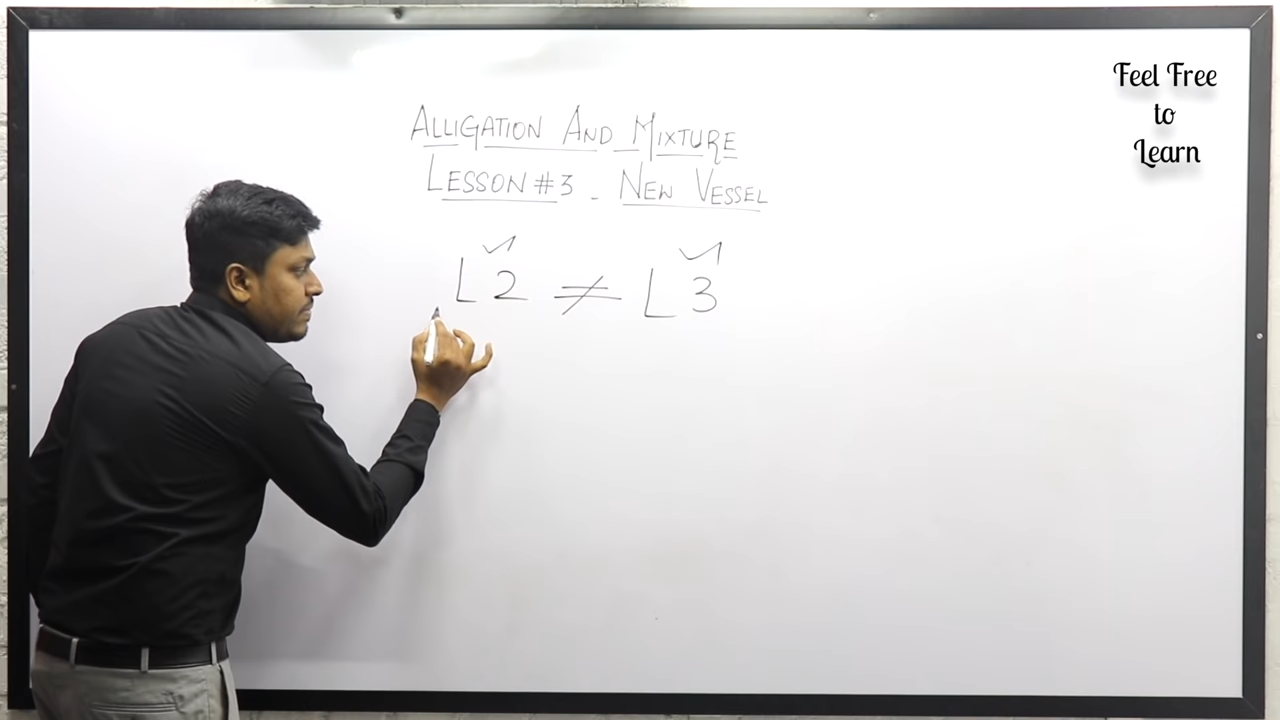 ALLIGATION AND MIXTURE
LESSON #3 - NEW VESSEL
L2 ≠ L3
Feel Free
to
Learn